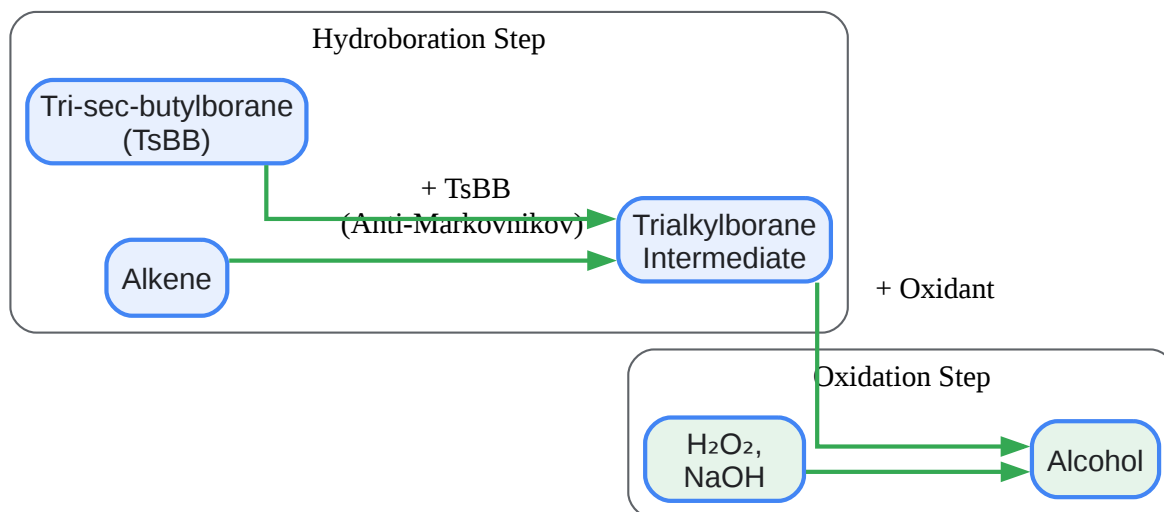 Hydroboration Step
Tri-sec-butylborane
(TsBB)
+ TsBB
(Anti-Markovnikov)
Trialkylborane
Intermediate
Alkene
+ Oxidant
Oxidation Step
H₂O₂,
NaOH
Alcohol